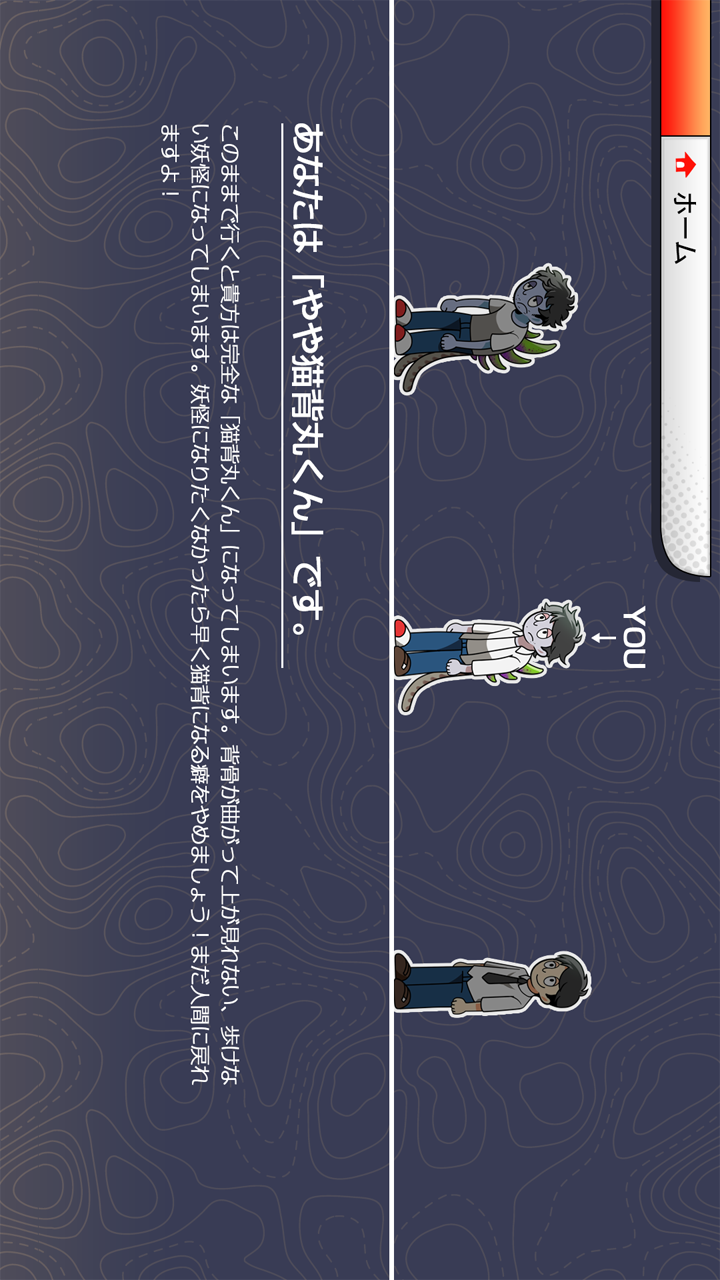 ホーム
YOU
あなたは「やや猫背丸くん」です。
このままで行くと貴方は完全な「猫背丸くん」になってしまいます。背骨が曲がって上が見れない、歩けな
い妖怪になってしまいます。妖怪になりたくなかったら早く猫背になる癖をやめましょう！まだ人間に戻れ
ますよ！